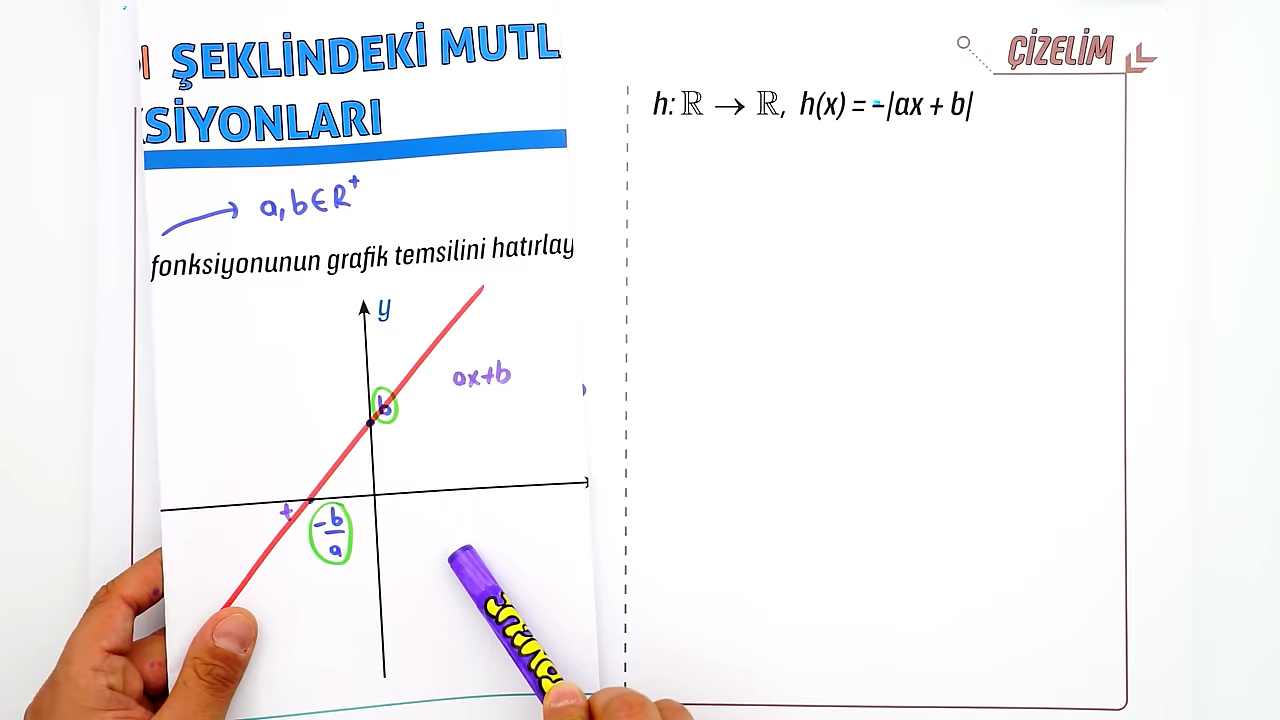 ŞEKLİNDEKİ MUTL
SİYONLARI
a, b ∈ R⁺
fonksiyonunun grafik temsilini hatırlay
y
ax+b
b
-b/a
ÇİZELİM
h: ℝ → ℝ, h(x) = -|ax + b|